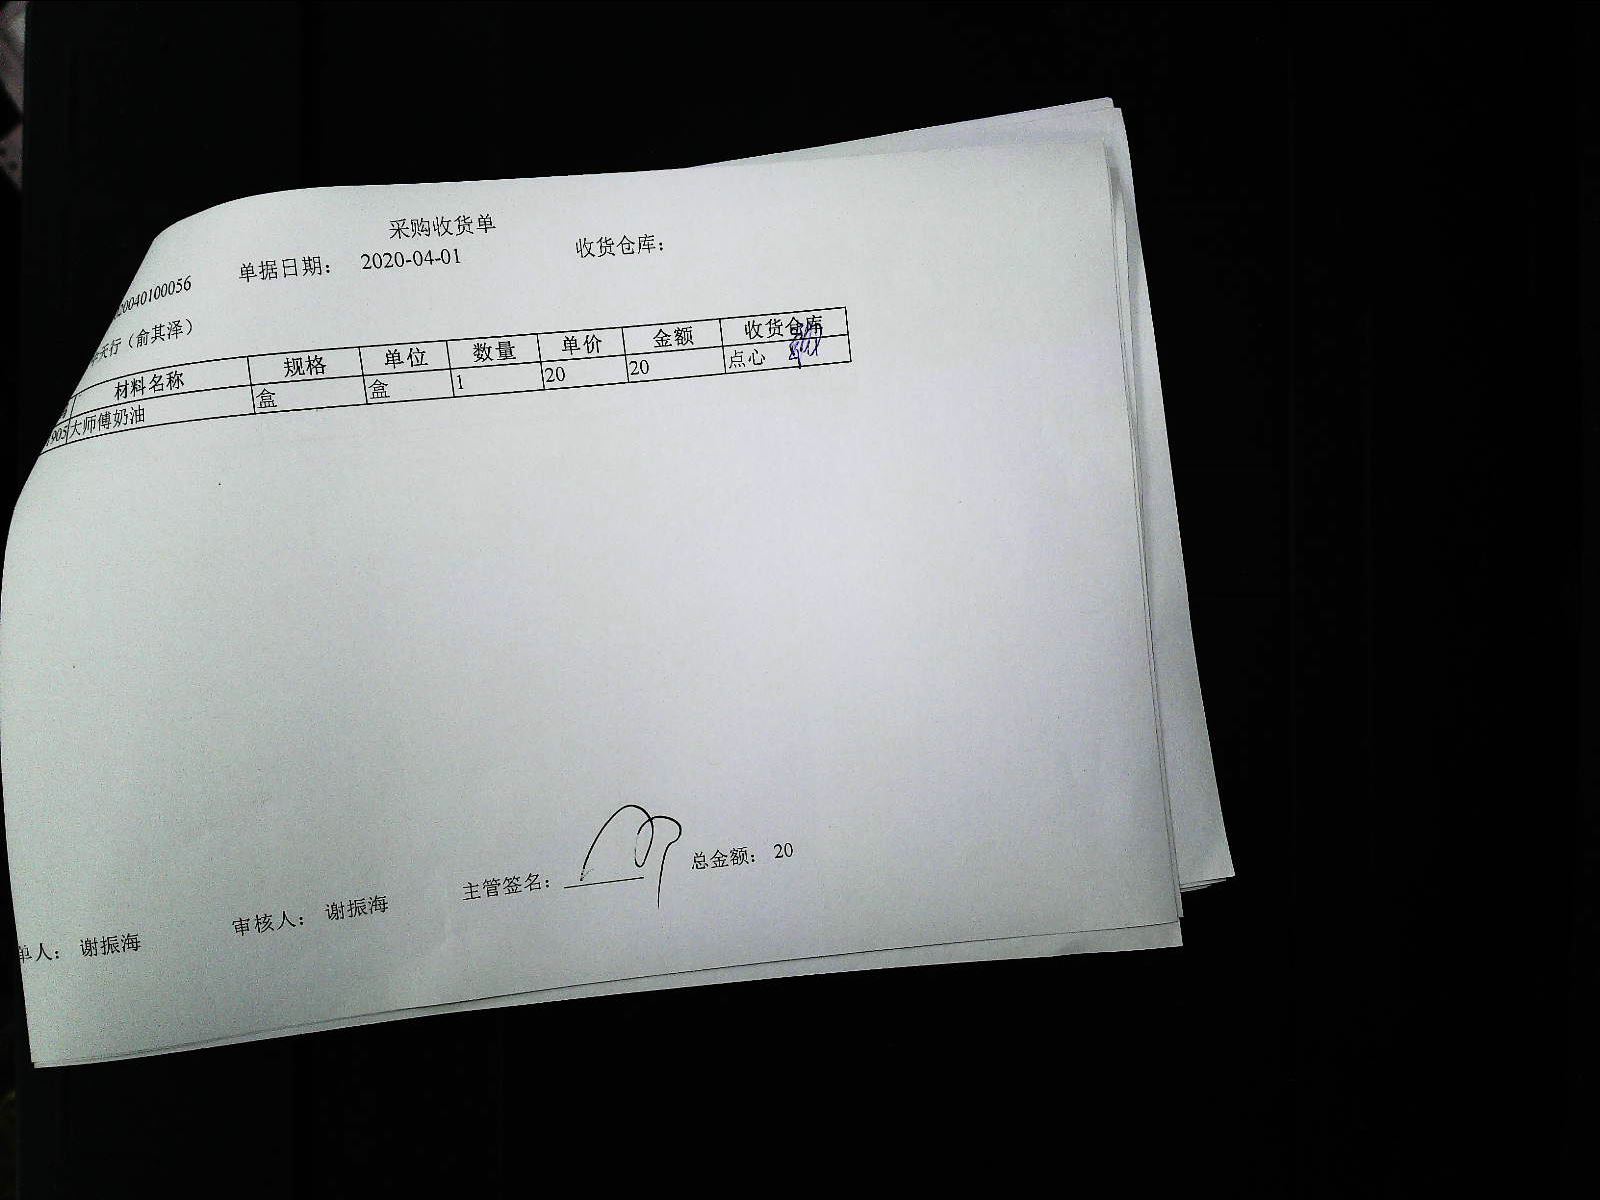 采购收货单
20040100056 单据日期： 2020-04-01 收货仓库：
天行（俞其泽）
材料名称 规格 单位 数量 单价 金额 收货仓库
905 大师傅奶油 盒 盒 1 20 20 点心
单人： 谢振海 审核人： 谢振海 主管签名： 总金额： 20